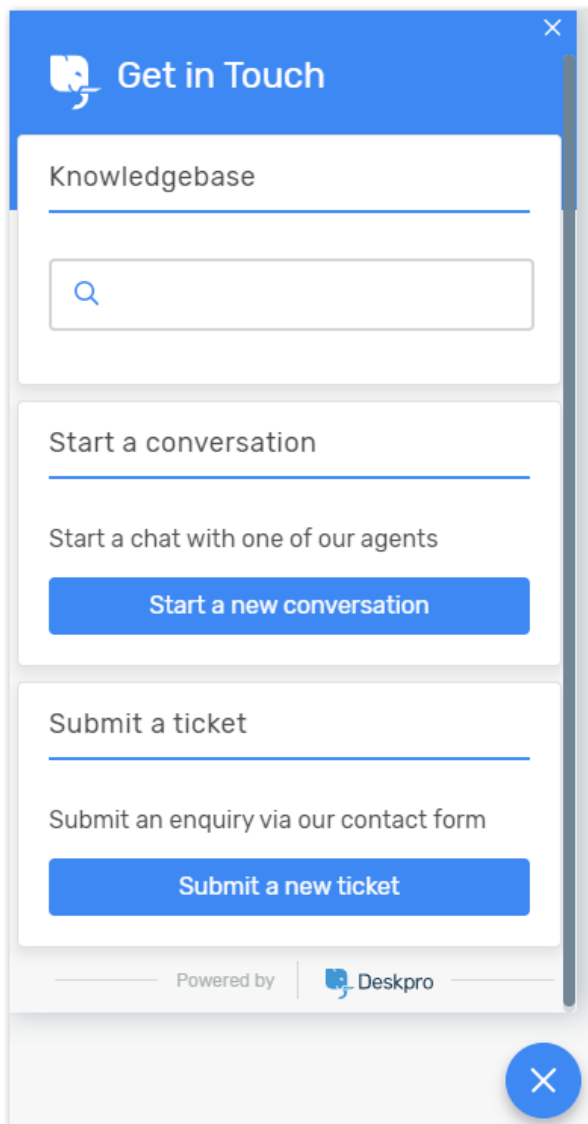 Get in Touch
Knowledgebase
Start a conversation
Start a chat with one of our agents
Start a new conversation
Submit a ticket
Submit an enquiry via our contact form
Submit a new ticket
Powered by Deskpro